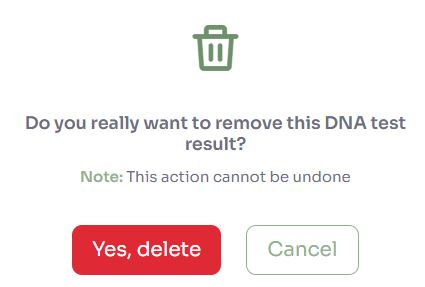 Do you really want to remove this DNA test
result?
Note: This action cannot be undone
Yes, delete
Cancel